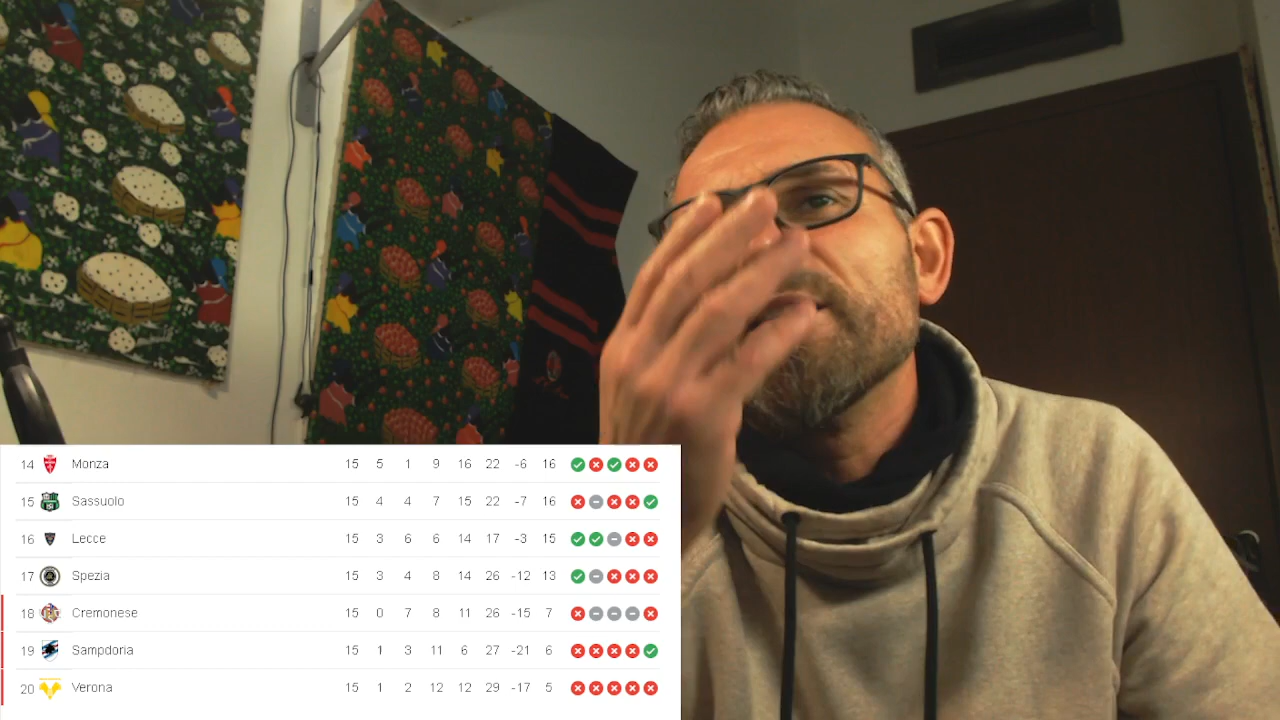 14 Monza 15 5 1 9 16 22 -6 16
15 Sassuolo 15 4 4 7 15 22 -7 16
16 Lecce 15 3 6 6 14 17 -3 15
17 Spezia 15 3 4 8 14 26 -12 13
18 Cremonese 15 0 7 8 11 26 -15 7
19 Sampdoria 15 1 3 11 6 27 -21 6
20 Verona 15 1 2 12 12 29 -17 5